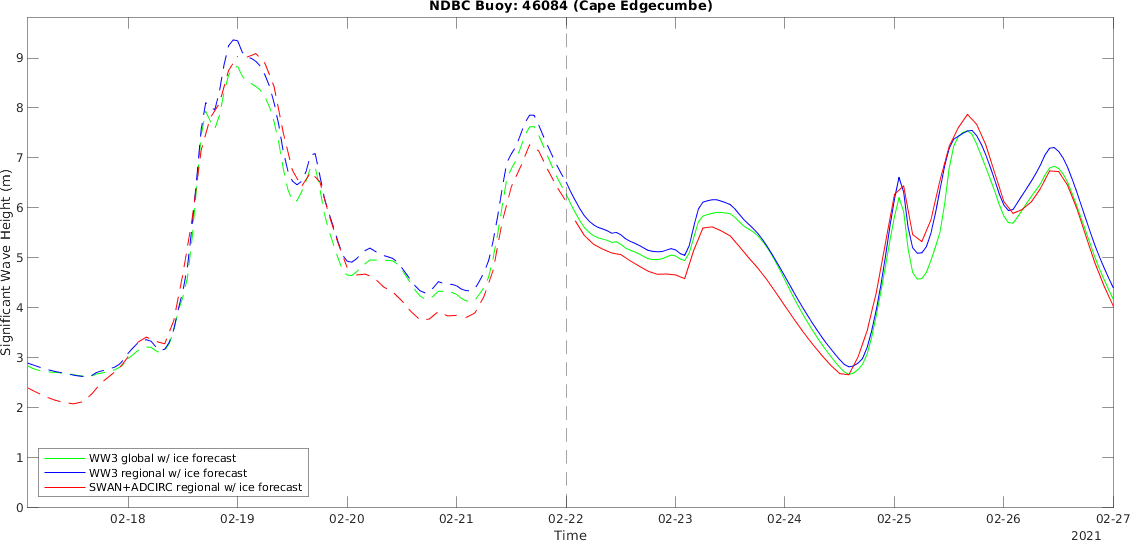 NDBC Buoy: 46084 (Cape Edgecumbe)
Significant Wave Height (m)
9
8
7
6
5
4
3
2
1
0
WW3 global w/ ice forecast
WW3 regional w/ ice forecast
SWAN+ADCIRC regional w/ ice forecast
02-18 02-19 02-20 02-21 02-22 02-23 02-24 02-25 02-26 02-27
Time
2021